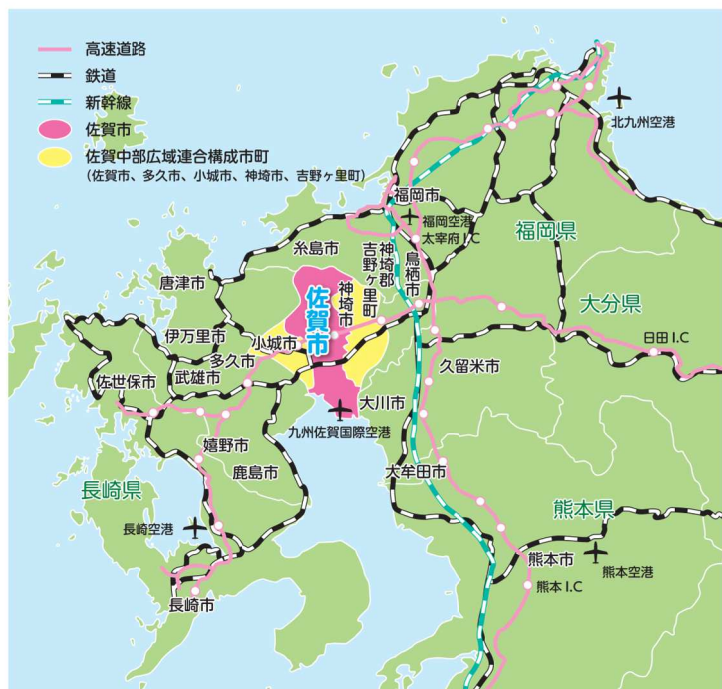 高速道路
鉄道
新幹線
佐賀市
佐賀中部広域連合構成市町
(佐賀市、多久市、小城市、神埼市、吉野ヶ里町)
北九州空港
福岡市
福岡空港
太宰府I.C
福岡県
糸島市
神埼郡
吉野ヶ里町
鳥栖市
唐津市
佐賀市
神埼市
大分県
伊万里市
小城市
多久市
日田I.C
武雄市
佐世保市
久留米市
大川市
九州佐賀国際空港
嬉野市
鹿島市
大牟田市
長崎県
熊本県
長崎空港
熊本市
熊本空港
熊本I.C
長崎市